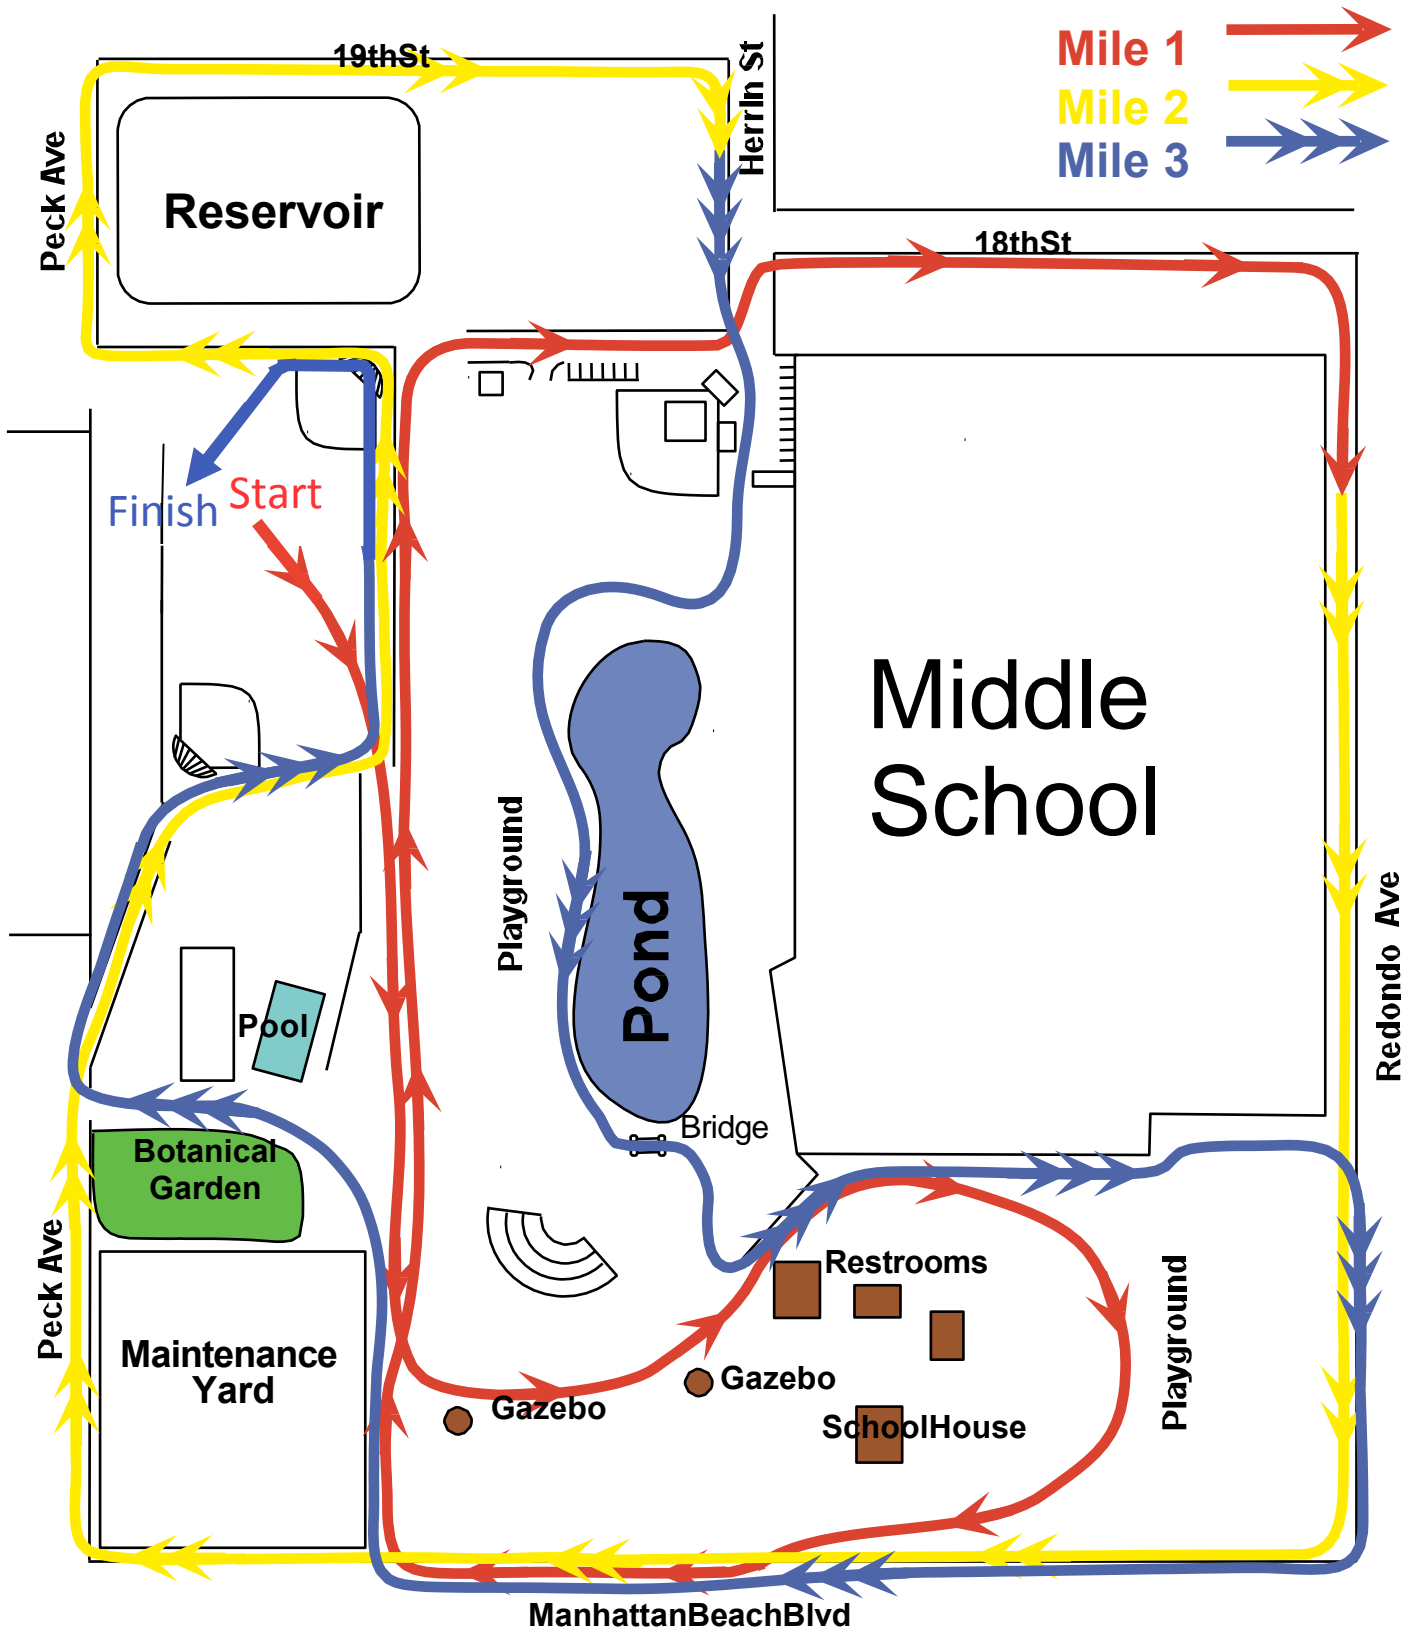 19thSt
Herrln St
Mile 1
Mile 2
Mile 3
Peck Ave
Reservoir
18thSt
Finish
Start
Middle
School
Playground
Pond
Redondo Ave
Pool
Bridge
Botanical
Garden
Peck Ave
Restrooms
Playground
Maintenance
Yard
Gazebo
Gazebo
SchoolHouse
ManhattanBeachBlvd